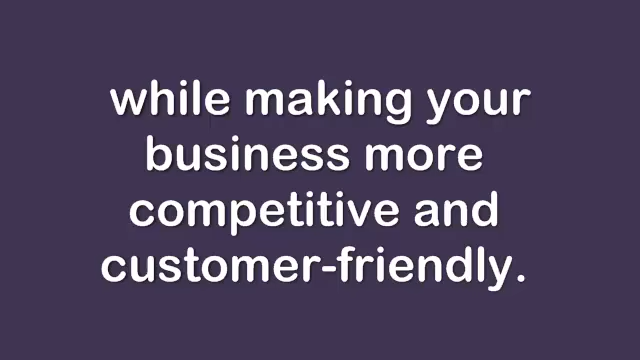 while making your
business more
competitive and
customer-friendly.